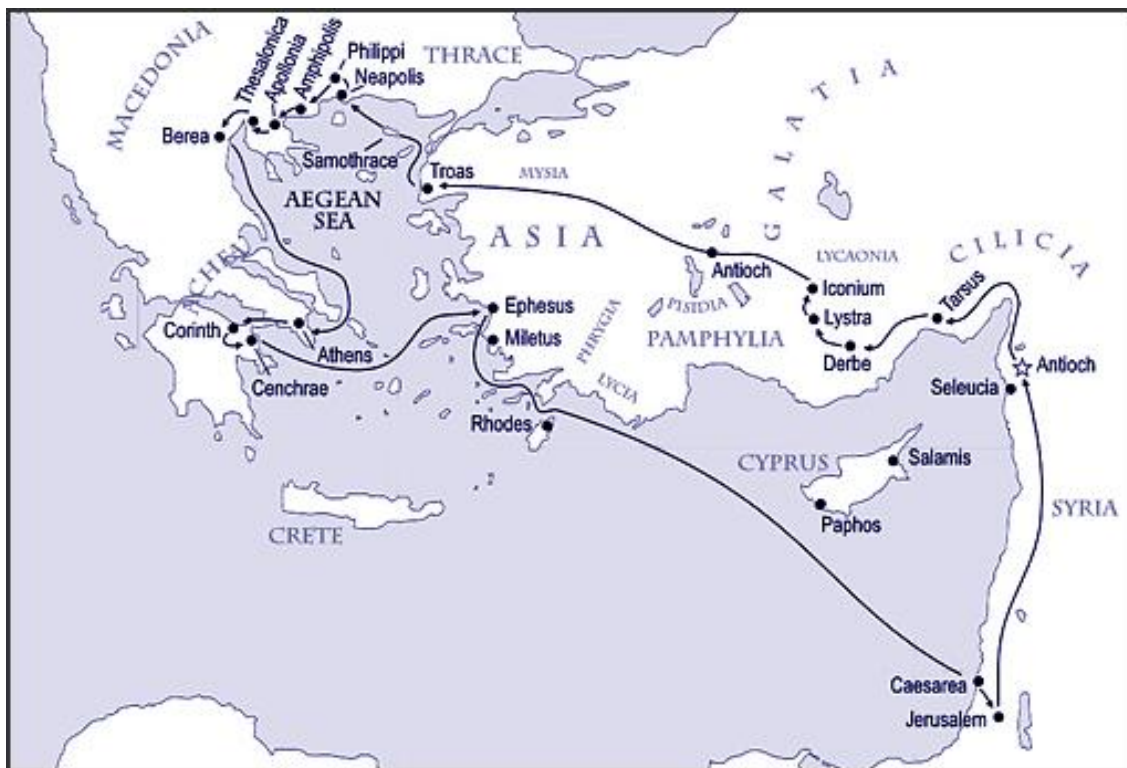 MACEDONIA
Thesalonica
Apollonia
Amphipolis
Philippi
Neapolis
THRACE
Berea
Samothrace
Troas
MYSIA
GALATIA
AEGEAN
SEA
ASIA
Antioch
LYCAONIA
CILICIA
ACHEA
Iconium
Tarsus
PISIDIA
Ephesus
Lystra
Corinth
Miletus
PHRYGIA
PAMPHYLIA
Athens
Derbe
Antioch
Cenchrae
LYCIA
Seleucia
Rhodes
CYPRUS
Salamis
Paphos
SYRIA
CRETE
Caesarea
Jerusalem